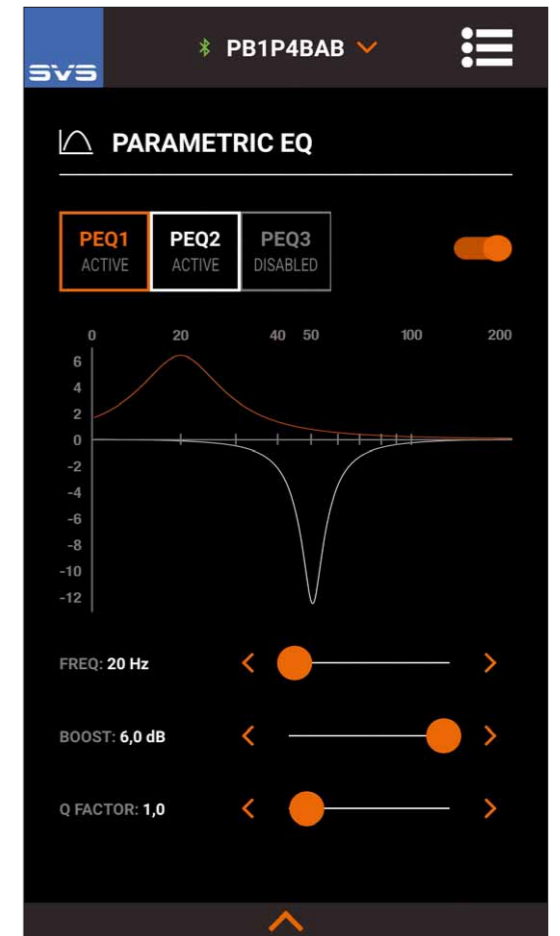 SVS
PB1P4BAB
PARAMETRIC EQ
PEQ1 PEQ2 PEQ3
ACTIVE ACTIVE DISABLED
0 20 40 50 100 200
6
4
2
0
-2
-4
-6
-8
-10
-12
FREQ: 20 Hz
BOOST: 6,0 dB
Q FACTOR: 1,0